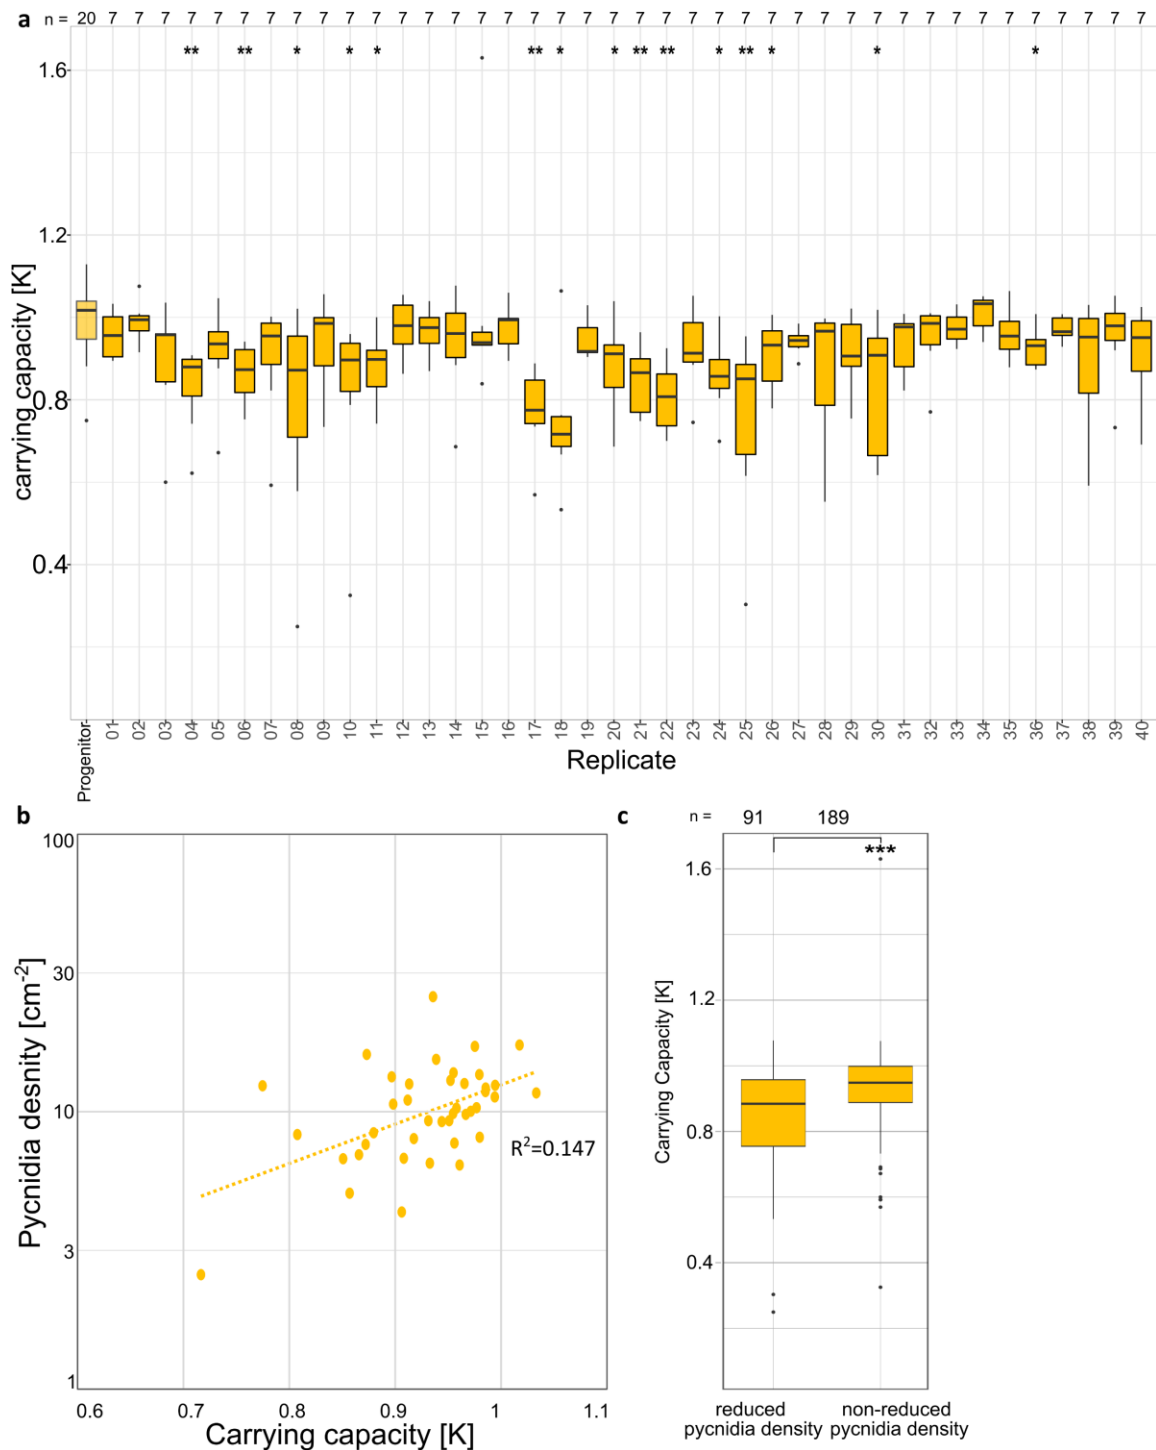 a
n = 20 7 7 7 7 7 7 7 7 7 7 7 7 7 7 7 7 7 7 7 7 7 7 7 7 7 7 7 7 7 7 7 7 7 7 7 7 7 7 7 7
** ** * * * ** * * ** ** * ** * * *
1.6
1.2
0.8
0.4
carrying capacity [K]
Progenitor 01 02 03 04 05 06 07 08 09 10 11 12 13 14 15 16 17 18 19 20 21 22 23 24 25 26 27 28 29 30 31 32 33 34 35 36 37 38 39 40
Replicate
b
100
30
10
3
1
Pycnidia desnity [cm-2]
R2=0.147
0.6 0.7 0.8 0.9 1 1.1
Carrying capacity [K]
c
n = 91 189
***
1.6
1.2
0.8
0.4
Carrying Capacity [K]
reduced
pycnidia density
non-reduced
pycnidia density